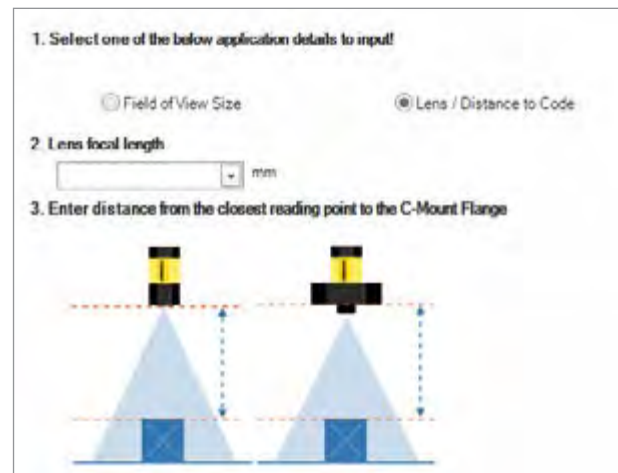 1. Select one of the below application details to input!
Field of View Size
Lens / Distance to Code
2 Lens focal length
mm
3. Enter distance from the closest reading point to the C-Mount Flange